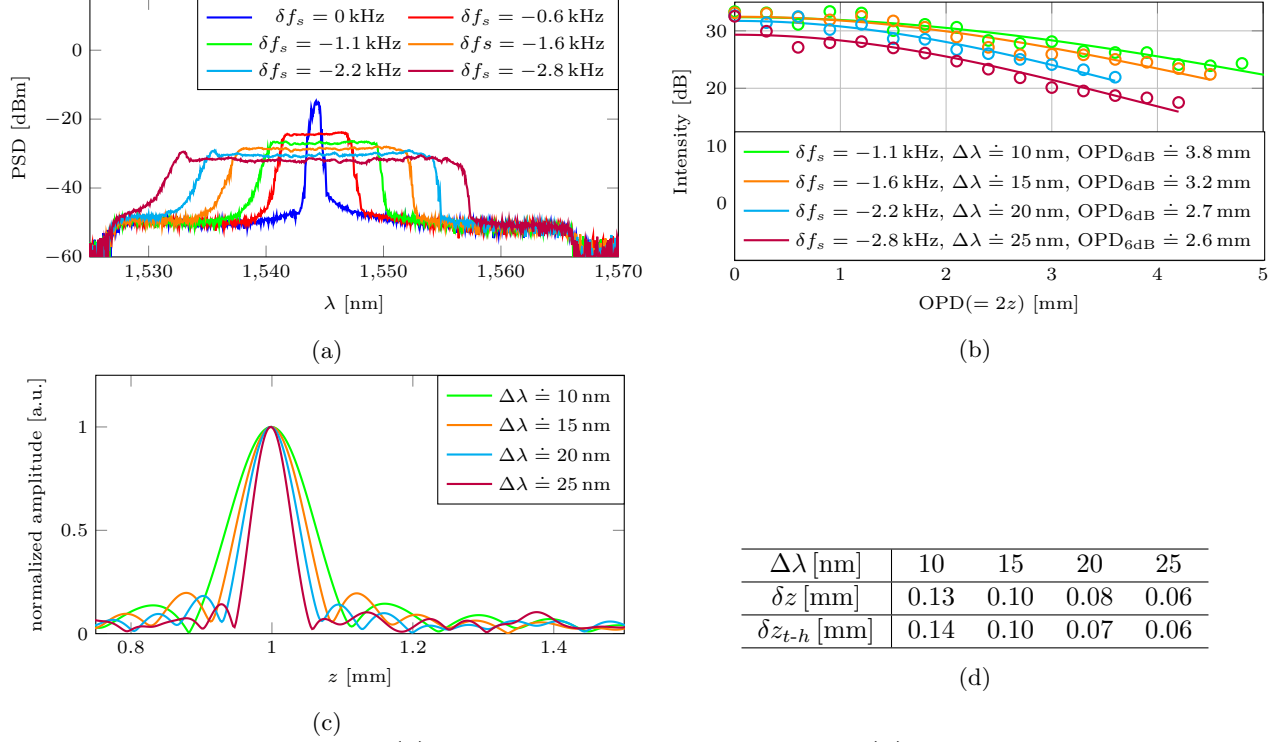 δf_s = 0 kHz δf_s = −0.6 kHz
δf_s = −1.1 kHz δf_s = −1.6 kHz
δf_s = −2.2 kHz δf_s = −2.8 kHz
0
−20
−40
−60
PSD [dBm]
1,530 1,540 1,550 1,560 1,570
λ [nm]
(a)
30
20
10
0
Intensity [dB]
δf_s = −1.1 kHz, Δλ ≐ 10 nm, OPD_6dB ≐ 3.8 mm
δf_s = −1.6 kHz, Δλ ≐ 15 nm, OPD_6dB ≐ 3.2 mm
δf_s = −2.2 kHz, Δλ ≐ 20 nm, OPD_6dB ≐ 2.7 mm
δf_s = −2.8 kHz, Δλ ≐ 25 nm, OPD_6dB ≐ 2.6 mm
0 1 2 3 4 5
OPD(= 2z) [mm]
(b)
Δλ ≐ 10 nm
Δλ ≐ 15 nm
Δλ ≐ 20 nm
Δλ ≐ 25 nm
1
0.5
0
normalized amplitude [a.u.]
0.8 1 1.2 1.4
z [mm]
(c)
Δλ [nm] 10 15 20 25
δz [mm] 0.13 0.10 0.08 0.06
δz_t-h [mm] 0.14 0.10 0.07 0.06
(d)